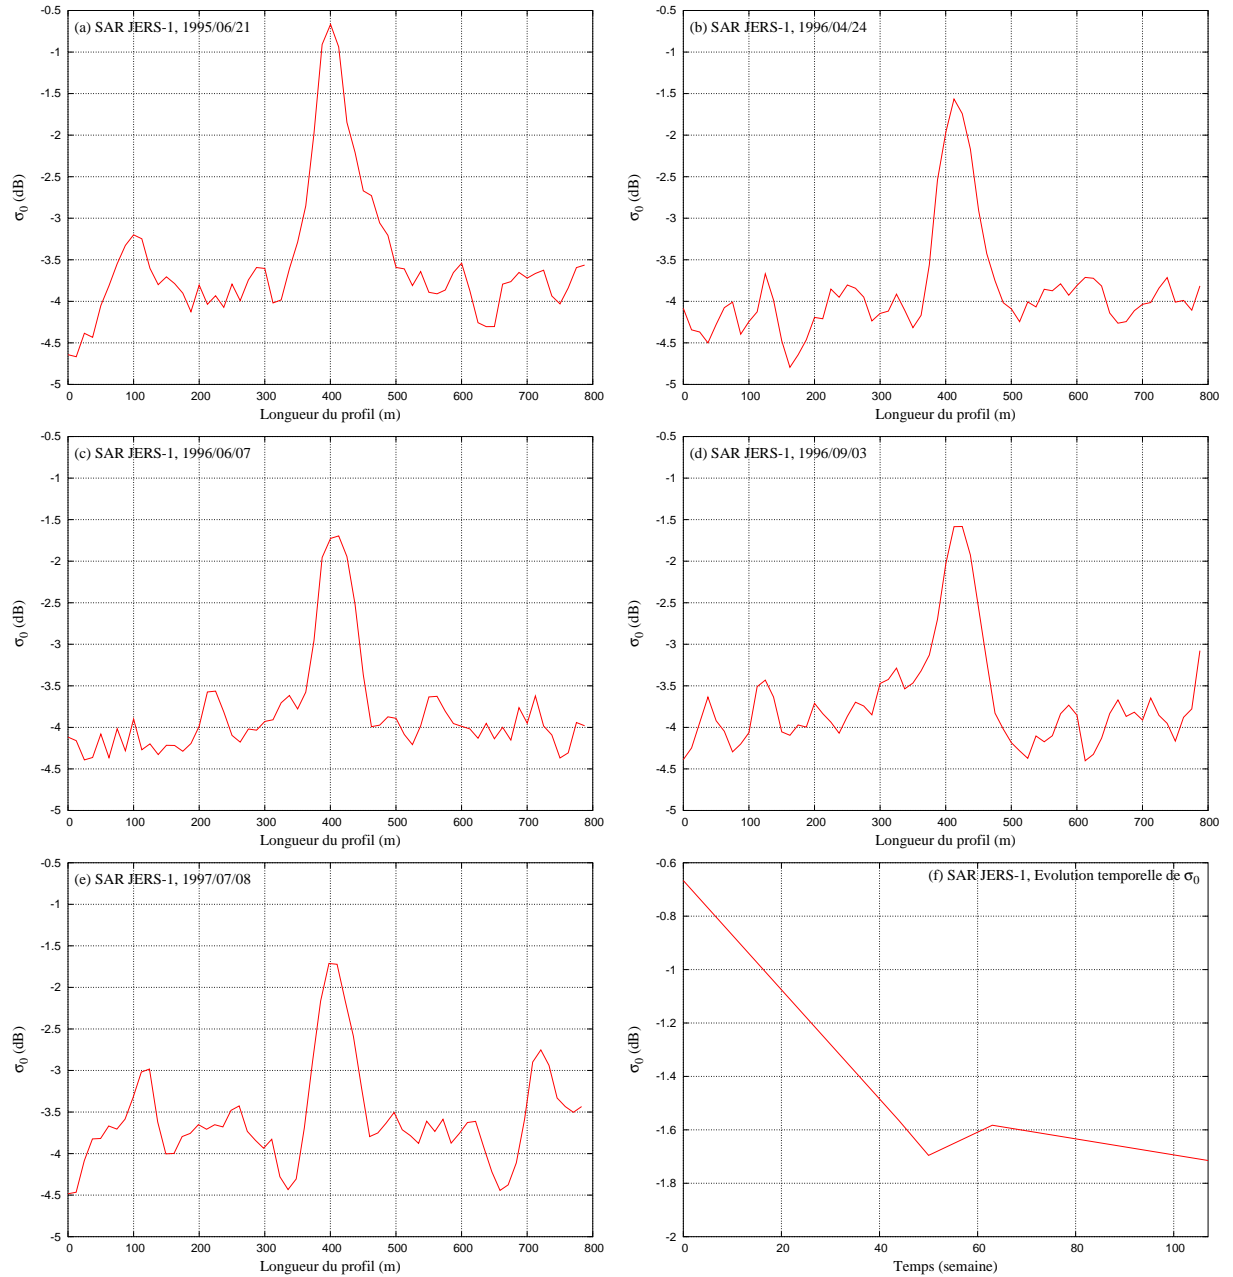 (a) SAR JERS-1, 1995/06/21
-0.5
-1
-1.5
-2
-2.5
-3
-3.5
-4
-4.5
-5
σ0 (dB)
0 100 200 300 400 500 600 700 800
Longueur du profil (m)
(b) SAR JERS-1, 1996/04/24
-0.5
-1
-1.5
-2
-2.5
-3
-3.5
-4
-4.5
-5
σ0 (dB)
0 100 200 300 400 500 600 700 800
Longueur du profil (m)
(c) SAR JERS-1, 1996/06/07
-0.5
-1
-1.5
-2
-2.5
-3
-3.5
-4
-4.5
-5
σ0 (dB)
0 100 200 300 400 500 600 700 800
Longueur du profil (m)
(d) SAR JERS-1, 1996/09/03
-0.5
-1
-1.5
-2
-2.5
-3
-3.5
-4
-4.5
-5
σ0 (dB)
0 100 200 300 400 500 600 700 800
Longueur du profil (m)
(e) SAR JERS-1, 1997/07/08
-0.5
-1
-1.5
-2
-2.5
-3
-3.5
-4
-4.5
-5
σ0 (dB)
0 100 200 300 400 500 600 700 800
Longueur du profil (m)
(f) SAR JERS-1, Evolution temporelle de σ0
-0.6
-0.8
-1
-1.2
-1.4
-1.6
-1.8
-2
σ0 (dB)
0 20 40 60 80 100
Temps (semaine)